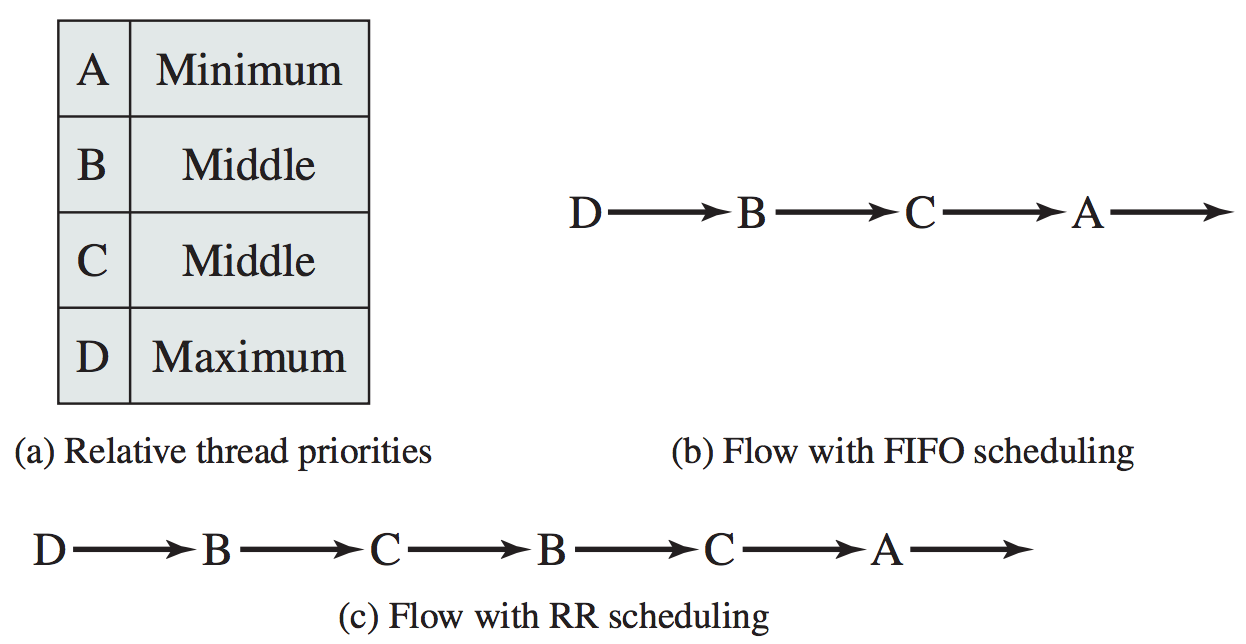 A Minimum
B Middle
C Middle
D Maximum
(a) Relative thread priorities
D B C A
(b) Flow with FIFO scheduling
D B C B C A
(c) Flow with RR scheduling